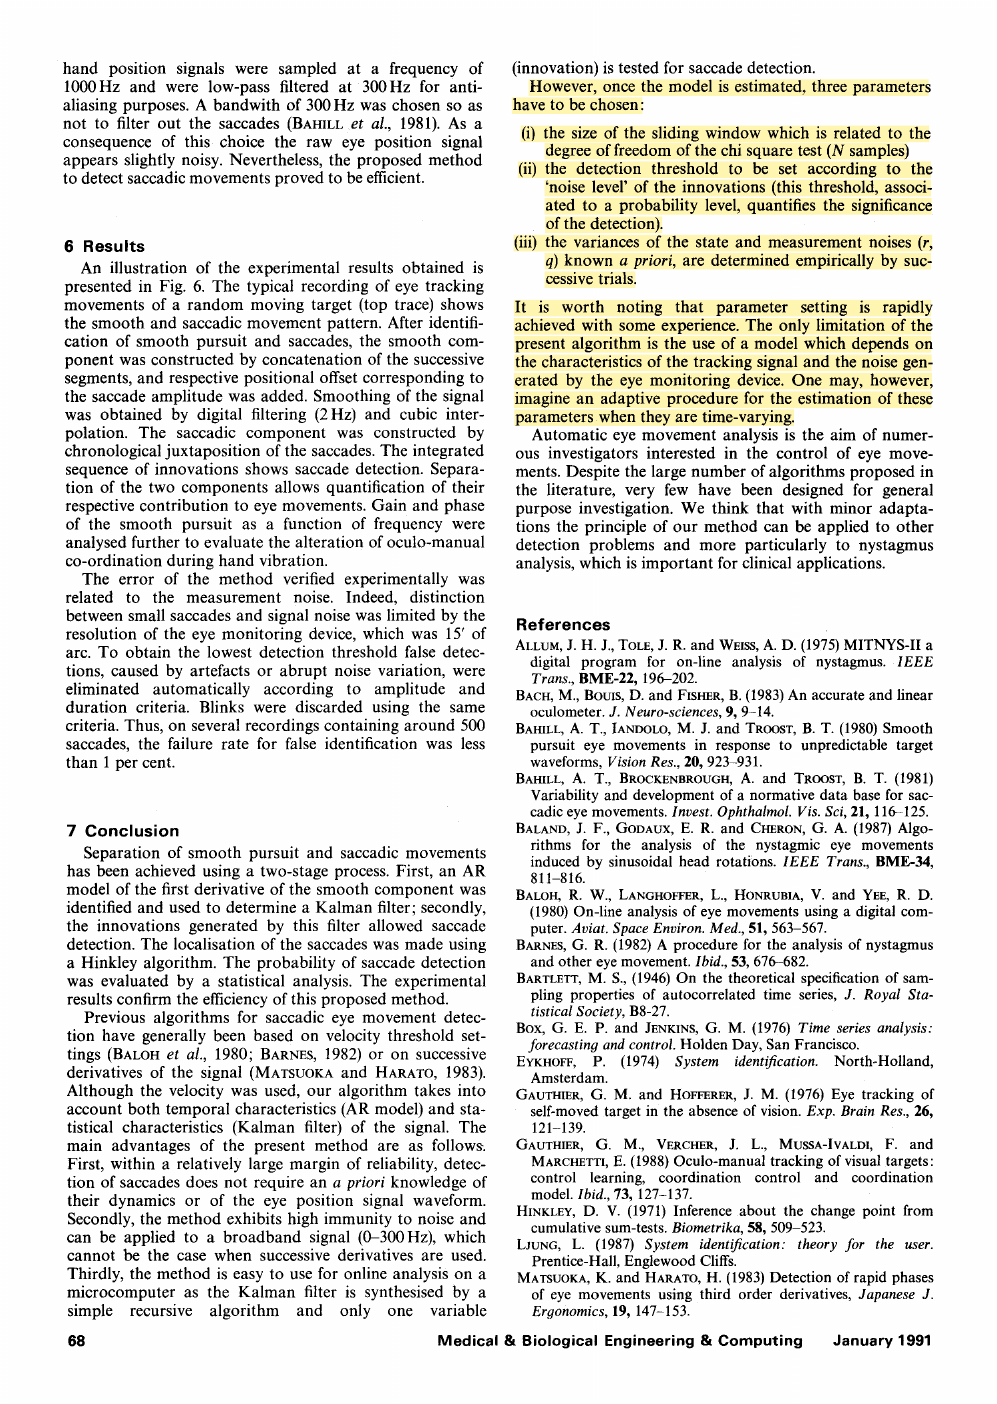 hand position signals were sampled at a frequency of
1000 Hz and were low-pass filtered at 300 Hz for anti-
aliasing purposes. A bandwith of 300 Hz was chosen so as
not to filter out the saccades (BAHILL et al., 1981). As a
consequence of this choice the raw eye position signal
appears slightly noisy. Nevertheless, the proposed method
to detect saccadic movements proved to be efficient.
6 Results
An illustration of the experimental results obtained is
presented in Fig. 6. The typical recording of eye tracking
movements of a random moving target (top trace) shows
the smooth and saccadic movement pattern. After identifi-
cation of smooth pursuit and saccades, the smooth com-
ponent was constructed by concatenation of the successive
segments, and respective positional offset corresponding to
the saccade amplitude was added. Smoothing of the signal
was obtained by digital filtering (2 Hz) and cubic inter-
polation. The saccadic component was constructed by
chronological juxtaposition of the saccades. The integrated
sequence of innovations shows saccade detection. Separa-
tion of the two components allows quantification of their
respective contribution to eye movements. Gain and phase
of the smooth pursuit as a function of frequency were
analysed further to evaluate the alteration of oculo-manual
co-ordination during hand vibration.
The error of the method verified experimentally was
related to the measurement noise. Indeed, distinction
between small saccades and signal noise was limited by the
resolution of the eye monitoring device, which was 15' of
arc. To obtain the lowest detection threshold false detec-
tions, caused by artefacts or abrupt noise variation, were
eliminated automatically according to amplitude and
duration criteria. Blinks were discarded using the same
criteria. Thus, on several recordings containing around 500
saccades, the failure rate for false identification was less
than 1 per cent.
7 Conclusion
Separation of smooth pursuit and saccadic movements
has been achieved using a two-stage process. First, an AR
model of the first derivative of the smooth component was
identified and used to determine a Kalman filter; secondly,
the innovations generated by this filter allowed saccade
detection. The localisation of the saccades was made using
a Hinkley algorithm. The probability of saccade detection
was evaluated by a statistical analysis. The experimental
results confirm the efficiency of this proposed method.
Previous algorithms for saccadic eye movement detec-
tion have generally been based on velocity threshold set-
tings (BALOH et al., 1980; BARNES, 1982) or on successive
derivatives of the signal (MATSUOKA and HARATO, 1983).
Although the velocity was used, our algorithm takes into
account both temporal characteristics (AR model) and sta-
tistical characteristics (Kalman filter) of the signal. The
main advantages of the present method are as follows:
First, within a relatively large margin of reliability, detec-
tion of saccades does not require an a priori knowledge of
their dynamics or of the eye position signal waveform.
Secondly, the method exhibits high immunity to noise and
can be applied to a broadband signal (0–300 Hz), which
cannot be the case when successive derivatives are used.
Thirdly, the method is easy to use for online analysis on a
microcomputer as the Kalman filter is synthesised by a
simple recursive algorithm and only one variable
(innovation) is tested for saccade detection.
However, once the model is estimated, three parameters
have to be chosen:
(i) the size of the sliding window which is related to the
degree of freedom of the chi square test (N samples)
(ii) the detection threshold to be set according to the
'noise level' of the innovations (this threshold, associ-
ated to a probability level, quantifies the significance
of the detection).
(iii) the variances of the state and measurement noises (r,
q) known a priori, are determined empirically by suc-
cessive trials.
It is worth noting that parameter setting is rapidly
achieved with some experience. The only limitation of the
present algorithm is the use of a model which depends on
the characteristics of the tracking signal and the noise gen-
erated by the eye monitoring device. One may, however,
imagine an adaptive procedure for the estimation of these
parameters when they are time-varying.
Automatic eye movement analysis is the aim of numer-
ous investigators interested in the control of eye move-
ments. Despite the large number of algorithms proposed in
the literature, very few have been designed for general
purpose investigation. We think that with minor adapta-
tions the principle of our method can be applied to other
detection problems and more particularly to nystagmus
analysis, which is important for clinical applications.
References
ALLUM, J. H. J., TOLE, J. R. and WEISS, A. D. (1975) MITNYS-II a
digital program for on-line analysis of nystagmus. IEEE
Trans., BME-22, 196–202.
BACH, M., BOUIS, D. and FISHER, B. (1983) An accurate and linear
oculometer. J. Neuro-sciences, 9, 9–14.
BAHILL, A. T., IANDOLO, M. J. and TROOST, B. T. (1980) Smooth
pursuit eye movements in response to unpredictable target
waveforms, Vision Res., 20, 923–931.
BAHILL, A. T., BROCKENBROUGH, A. and TROOST, B. T. (1981)
Variability and development of a normative data base for sac-
cadic eye movements. Invest. Ophthalmol. Vis. Sci, 21, 116–125.
BALAND, J. F., GODAUX, E. R. and CHERON, G. A. (1987) Algo-
rithms for the analysis of the nystagmic eye movements
induced by sinusoidal head rotations. IEEE Trans., BME-34,
811–816.
BALOH, R. W., LANGHOFFER, L., HONRUBIA, V. and YEE, R. D.
(1980) On-line analysis of eye movements using a digital com-
puter. Aviat. Space Environ. Med., 51, 563–567.
BARNES, G. R. (1982) A procedure for the analysis of nystagmus
and other eye movement. Ibid., 53, 676–682.
BARTLETT, M. S., (1946) On the theoretical specification of sam-
pling properties of autocorrelated time series, J. Royal Sta-
tistical Society, B8-27.
BOX, G. E. P. and JENKINS, G. M. (1976) Time series analysis:
forecasting and control. Holden Day, San Francisco.
EYKHOFF, P. (1974) System identification. North-Holland,
Amsterdam.
GAUTHIER, G. M. and HOFFERER, J. M. (1976) Eye tracking of
self-moved target in the absence of vision. Exp. Brain Res., 26,
121–139.
GAUTHIER, G. M., VERCHER, J. L., MUSSA-IVALDI, F. and
MARCHETTI, E. (1988) Oculo-manual tracking of visual targets:
control learning, coordination control and coordination
model. Ibid., 73, 127–137.
HINKLEY, D. V. (1971) Inference about the change point from
cumulative sum-tests. Biometrika, 58, 509–523.
LJUNG, L. (1987) System identification: theory for the user.
Prentice-Hall, Englewood Cliffs.
MATSUOKA, K. and HARATO, H. (1983) Detection of rapid phases
of eye movements using third order derivatives, Japanese J.
Ergonomics, 19, 147–153.
68 Medical & Biological Engineering & Computing January 1991